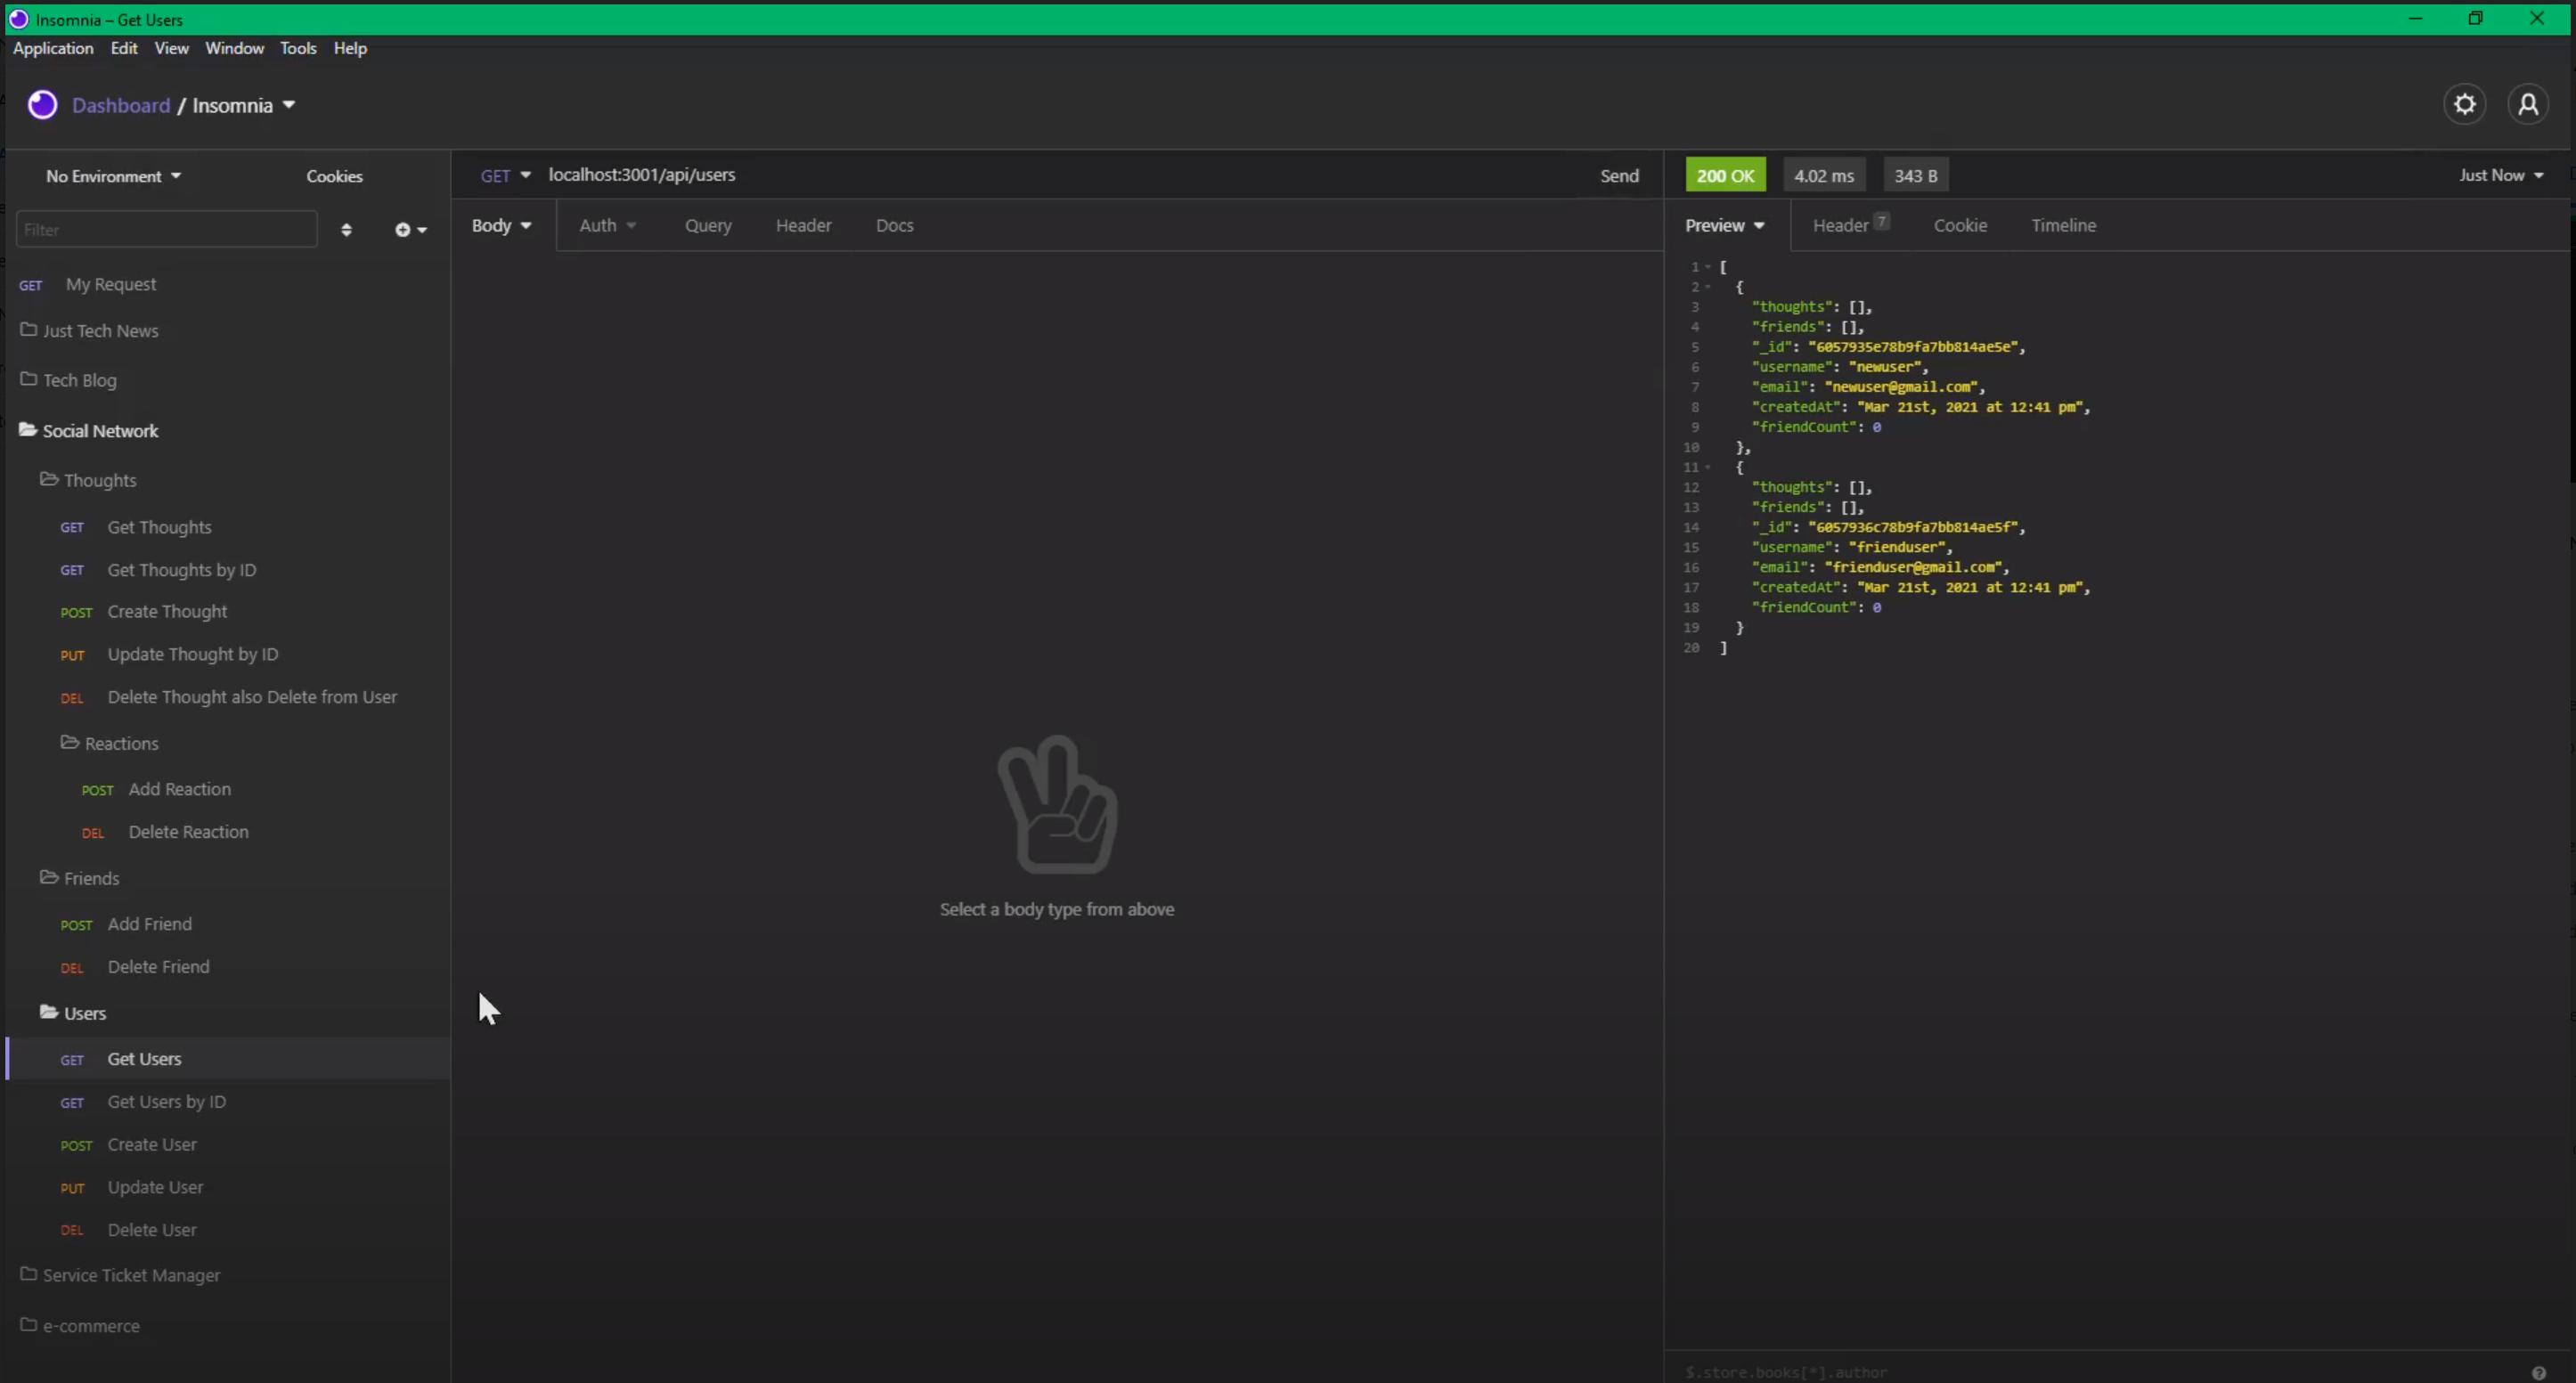 Insomnia – Get Users
Application Edit View Window Tools Help
Dashboard / Insomnia
No Environment Cookies
Filter
GET My Request
Just Tech News
Tech Blog
Social Network
Thoughts
GET Get Thoughts
GET Get Thoughts by ID
POST Create Thought
PUT Update Thought by ID
DEL Delete Thought also Delete from User
Reactions
POST Add Reaction
DEL Delete Reaction
Friends
POST Add Friend
DEL Delete Friend
Users
GET Get Users
GET Get Users by ID
POST Create User
PUT Update User
DEL Delete User
Service Ticket Manager
e-commerce
GET localhost:3001/api/users Send
Body Auth Query Header Docs
Select a body type from above
200 OK 4.02 ms 343 B Just Now
Preview Header 7 Cookie Timeline
1 [
2 {
3 "thoughts": [],
4 "friends": [],
5 "_id": "6057935e78b9fa7bb814ae5e",
6 "username": "newuser",
7 "email": "newuser@gmail.com",
8 "createdAt": "Mar 21st, 2021 at 12:41 pm",
9 "friendCount": 0
10 },
11 {
12 "thoughts": [],
13 "friends": [],
14 "_id": "6057936c78b9fa7bb814ae5f",
15 "username": "frienduser",
16 "email": "frienduser@gmail.com",
17 "createdAt": "Mar 21st, 2021 at 12:41 pm",
18 "friendCount": 0
19 }
20 ]
$.store.books[*].author